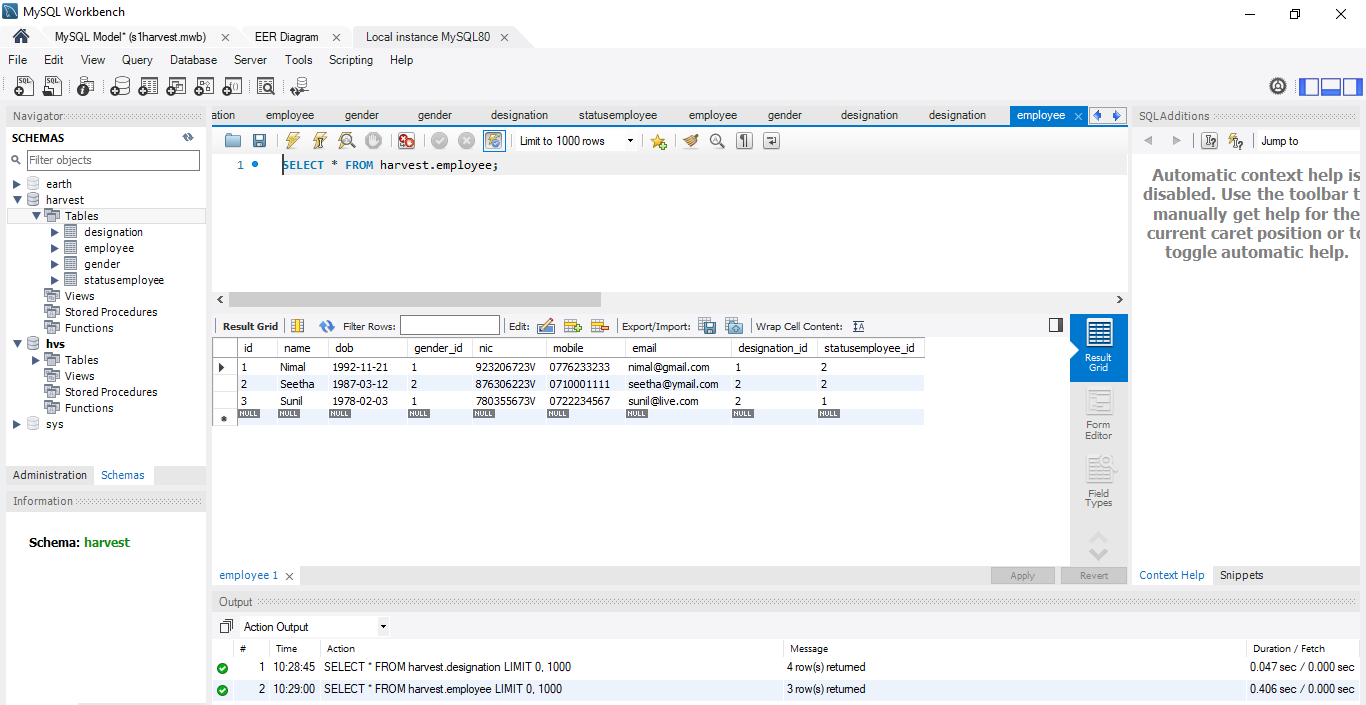 MySQL Workbench
MySQL Model* (s1harvest.mwb) EER Diagram Local instance MySQL80
File Edit View Query Database Server Tools Scripting Help
Navigator
SCHEMAS
Filter objects
earth
harvest
Tables
designation
employee
gender
statusemployee
Views
Stored Procedures
Functions
hvs
Tables
Views
Stored Procedures
Functions
sys
Administration Schemas
Information
Schema: harvest
ation employee gender gender designation statusemployee employee gender designation designation employee
Limit to 1000 rows
1 SELECT * FROM harvest.employee;
Result Grid Filter Rows: Edit: Export/Import: Wrap Cell Content: IA
id name dob gender_id nic mobile email designation_id statusemployee_id
1 Nimal 1992-11-21 1 923206723V 0776233233 nimal@gmail.com 1 2
2 Seetha 1987-03-12 2 876306223V 0710001111 seetha@ymail.com 2 2
3 Sunil 1978-02-03 1 780355673V 0722234567 sunil@live.com 2 1
NULL NULL NULL NULL NULL NULL NULL NULL NULL
Result Grid
Form Editor
Field Types
employee 1 Apply Revert
SQLAdditions
Jump to
Automatic context help is
disabled. Use the toolbar t
manually get help for the
current caret position or to
toggle automatic help.
Context Help Snippets
Output
Action Output
# Time Action Message Duration / Fetch
1 10:28:45 SELECT * FROM harvest.designation LIMIT 0, 1000 4 row(s) returned 0.047 sec / 0.000 sec
2 10:29:00 SELECT * FROM harvest.employee LIMIT 0, 1000 3 row(s) returned 0.406 sec / 0.000 sec